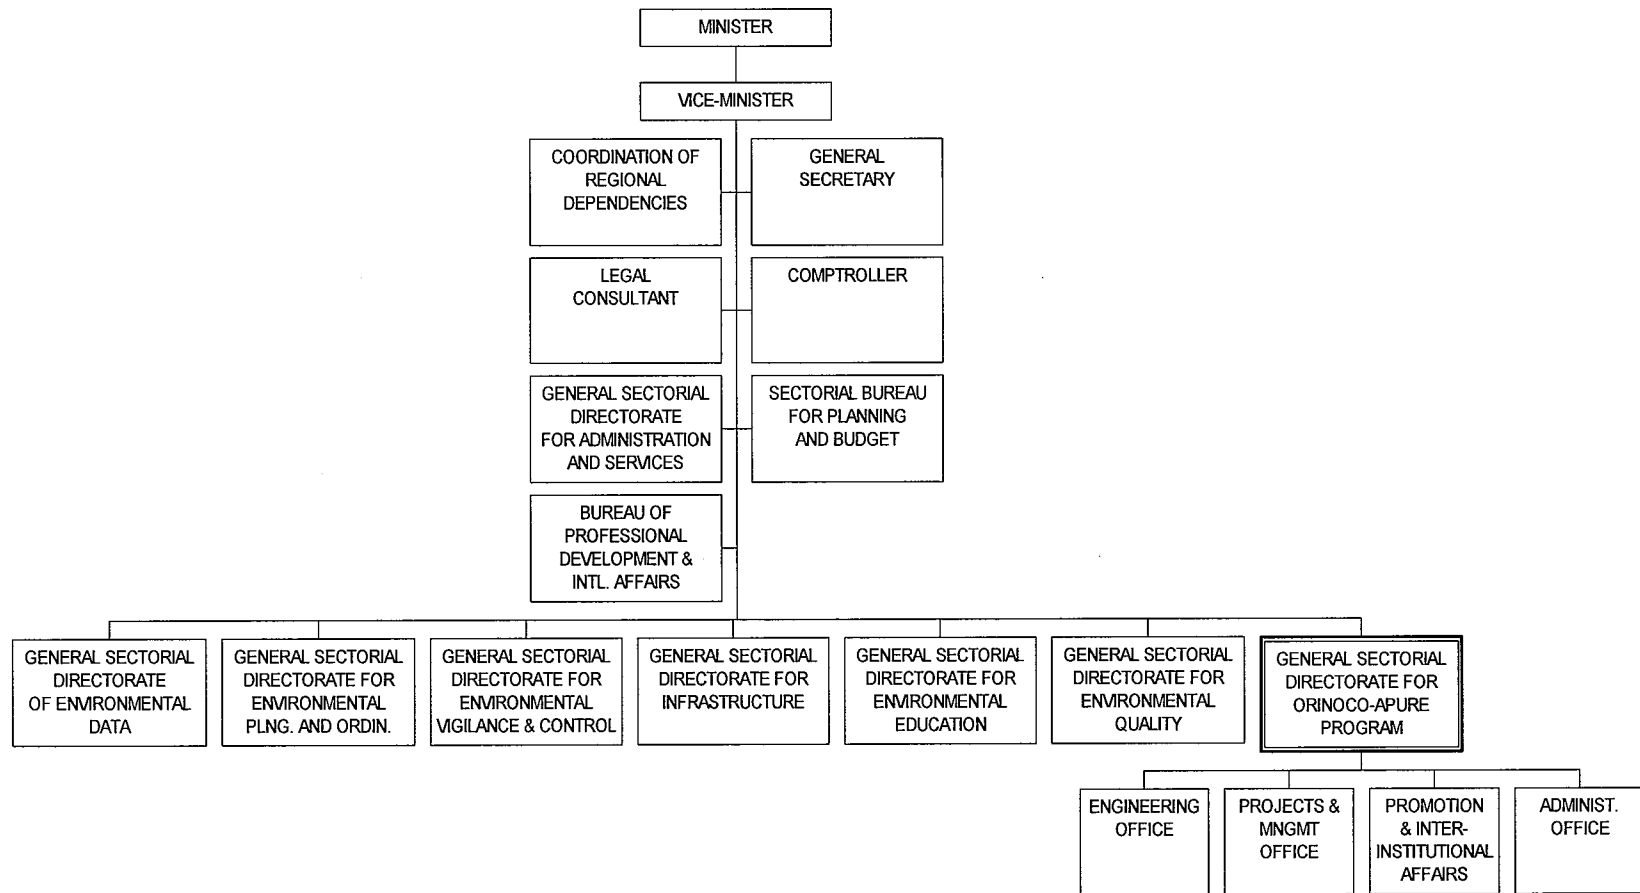 MINISTER
VICE-MINISTER
COORDINATION OF
REGIONAL
DEPENDENCIES
GENERAL
SECRETARY
LEGAL
CONSULTANT
COMPTROLLER
GENERAL SECTORIAL
DIRECTORATE
FOR ADMINISTRATION
AND SERVICES
SECTORIAL BUREAU
FOR PLANNING
AND BUDGET
BUREAU OF
PROFESSIONAL
DEVELOPMENT &
INTL. AFFAIRS
GENERAL SECTORIAL
DIRECTORATE
OF ENVIRONMENTAL
DATA
GENERAL SECTORIAL
DIRECTORATE FOR
ENVIRONMENTAL
PLNG. AND ORDIN.
GENERAL SECTORIAL
DIRECTORATE FOR
ENVIRONMENTAL
VIGILANCE & CONTROL
GENERAL SECTORIAL
DIRECTORATE FOR
INFRASTRUCTURE
GENERAL SECTORIAL
DIRECTORATE FOR
ENVIRONMENTAL
EDUCATION
GENERAL SECTORIAL
DIRECTORATE FOR
ENVIRONMENTAL
QUALITY
GENERAL SECTORIAL
DIRECTORATE FOR
ORINOCO-APURE
PROGRAM
ENGINEERING
OFFICE
PROJECTS &
MNGMT
OFFICE
PROMOTION
& INTER-
INSTITUTIONAL
AFFAIRS
ADMINIST.
OFFICE